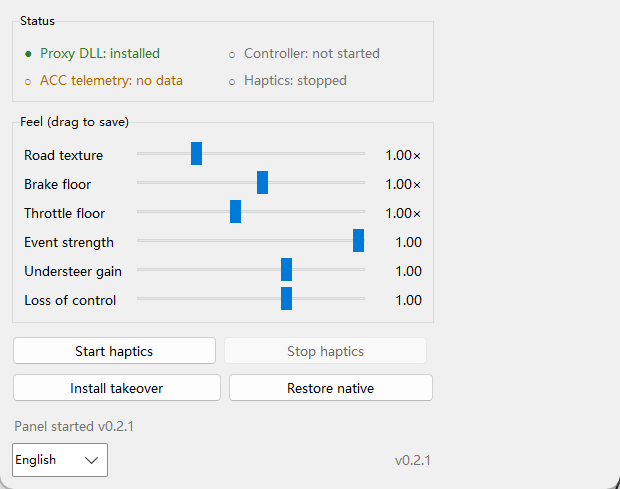 Status
● Proxy DLL: installed ○ Controller: not started
○ ACC telemetry: no data ○ Haptics: stopped
Feel (drag to save)
Road texture 1.00×
Brake floor 1.00×
Throttle floor 1.00×
Event strength 1.00
Understeer gain 1.00
Loss of control 1.00
Start haptics Stop haptics
Install takeover Restore native
Panel started v0.2.1
English v0.2.1